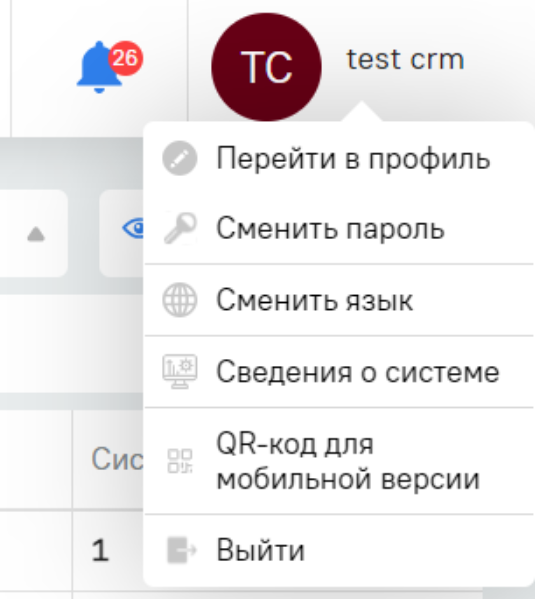 26
TC
test crm
Перейти в профиль
Сменить пароль
Сменить язык
Сведения о системе
QR-код для
мобильной версии
Сис
1
Выйти